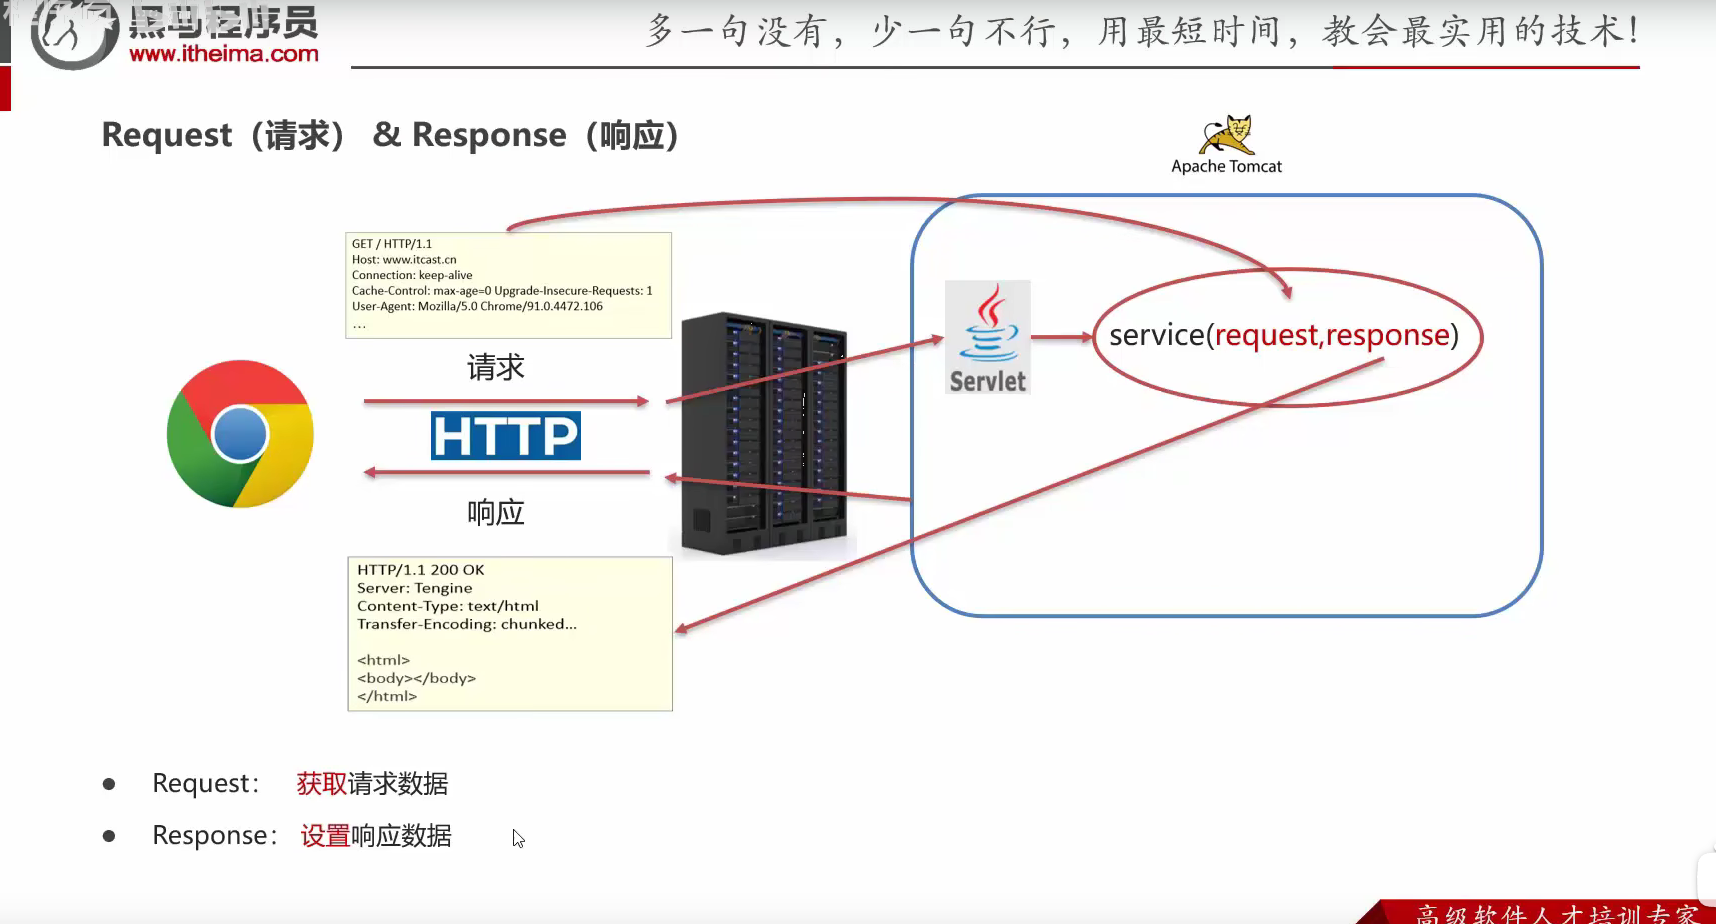 黑马程序员
www.itheima.com
多一句没有，少一句不行，用最短时间，教会最实用的技术！
Request（请求） & Response（响应）
Apache Tomcat
GET / HTTP/1.1
Host: www.itcast.cn
Connection: keep-alive
Cache-Control: max-age=0 Upgrade-Insecure-Requests: 1
User-Agent: Mozilla/5.0 Chrome/91.0.4472.106
...
请求
HTTP
响应
Servlet
service(request,response)
HTTP/1.1 200 OK
Server: Tengine
Content-Type: text/html
Transfer-Encoding: chunked...
<html>
<body></body>
</html>
● Request： 获取请求数据
● Response： 设置响应数据
高级软件人才培训专家